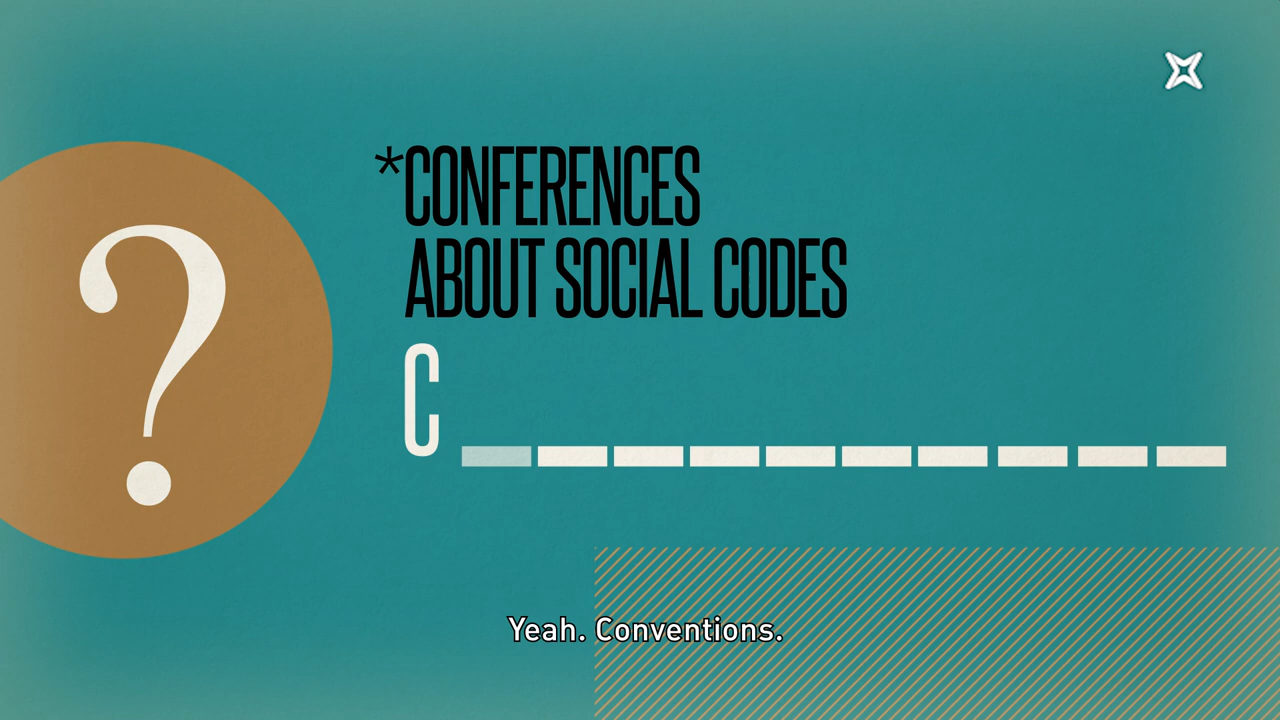 *CONFERENCES
ABOUT SOCIAL CODES
C
?
Yeah. Conventions.